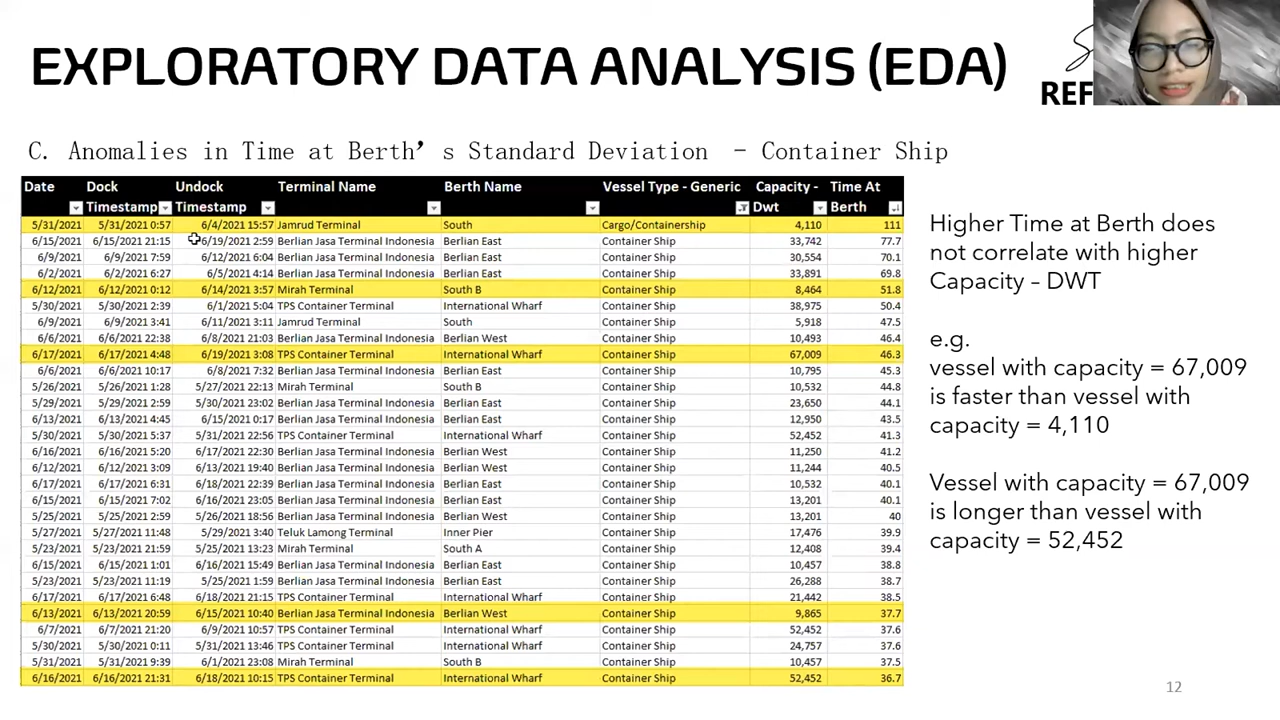 EXPLORATORY DATA ANALYSIS (EDA)
REF
C. Anomalies in Time at Berth's Standard Deviation - Container Ship
Date Dock Timestamp Undock Timestamp Terminal Name Berth Name Vessel Type - Generic Capacity - Dwt Time At Berth
5/31/2021 5/31/2021 0:57 6/4/2021 15:57 Jamrud Terminal South Cargo/Containership 4,110 111
6/15/2021 6/15/2021 21:15 6/19/2021 2:59 Berlian Jasa Terminal Indonesia Berlian East Container Ship 33,742 77.7
6/9/2021 6/9/2021 7:59 6/12/2021 6:04 Berlian Jasa Terminal Indonesia Berlian East Container Ship 30,554 70.1
6/2/2021 6/2/2021 6:27 6/5/2021 4:14 Berlian Jasa Terminal Indonesia Berlian East Container Ship 33,891 69.8
6/12/2021 6/12/2021 0:12 6/14/2021 3:57 Mirah Terminal South B Container Ship 8,464 51.8
5/30/2021 5/30/2021 2:39 6/1/2021 5:04 TPS Container Terminal International Wharf Container Ship 38,975 50.4
6/9/2021 6/9/2021 3:41 6/11/2021 3:11 Jamrud Terminal South Container Ship 5,918 47.5
6/6/2021 6/6/2021 22:38 6/8/2021 21:03 Berlian Jasa Terminal Indonesia Berlian West Container Ship 10,493 46.4
6/17/2021 6/17/2021 4:48 6/19/2021 3:08 TPS Container Terminal International Wharf Container Ship 67,009 46.3
6/6/2021 6/6/2021 10:17 6/8/2021 7:32 Berlian Jasa Terminal Indonesia Berlian East Container Ship 10,795 45.3
5/26/2021 5/26/2021 1:28 5/27/2021 22:13 Mirah Terminal South B Container Ship 10,532 44.8
5/29/2021 5/29/2021 2:59 5/30/2021 23:02 Berlian Jasa Terminal Indonesia Berlian East Container Ship 23,650 44.1
6/13/2021 6/13/2021 4:45 6/15/2021 0:17 Berlian Jasa Terminal Indonesia Berlian East Container Ship 12,950 43.5
5/30/2021 5/30/2021 5:37 5/31/2021 22:56 TPS Container Terminal International Wharf Container Ship 52,452 41.3
6/16/2021 6/16/2021 5:20 6/17/2021 22:30 Berlian Jasa Terminal Indonesia Berlian West Container Ship 11,250 41.2
6/12/2021 6/12/2021 3:09 6/13/2021 19:40 Berlian Jasa Terminal Indonesia Berlian West Container Ship 11,244 40.5
6/17/2021 6/17/2021 6:31 6/18/2021 22:39 Berlian Jasa Terminal Indonesia Berlian East Container Ship 10,532 40.1
6/15/2021 6/15/2021 7:02 6/16/2021 23:05 Berlian Jasa Terminal Indonesia Berlian East Container Ship 13,201 40.1
5/25/2021 5/25/2021 2:59 5/26/2021 18:56 Berlian Jasa Terminal Indonesia Berlian West Container Ship 13,201 40
5/27/2021 5/27/2021 11:48 5/29/2021 3:40 Teluk Lamong Terminal Inner Pier Container Ship 17,476 39.9
5/23/2021 5/23/2021 21:59 5/25/2021 13:23 Mirah Terminal South A Container Ship 12,408 39.4
6/15/2021 6/15/2021 1:01 6/16/2021 15:49 Berlian Jasa Terminal Indonesia Berlian East Container Ship 10,457 38.8
5/23/2021 5/23/2021 11:19 5/25/2021 1:59 Berlian Jasa Terminal Indonesia Berlian East Container Ship 26,288 38.7
6/17/2021 6/17/2021 6:48 6/18/2021 21:15 TPS Container Terminal International Wharf Container Ship 21,442 38.5
6/13/2021 6/13/2021 20:59 6/15/2021 10:40 Berlian Jasa Terminal Indonesia Berlian West Container Ship 9,865 37.7
6/7/2021 6/7/2021 21:20 6/9/2021 10:57 TPS Container Terminal International Wharf Container Ship 52,452 37.6
5/30/2021 5/30/2021 0:11 5/31/2021 13:46 TPS Container Terminal International Wharf Container Ship 24,757 37.6
5/31/2021 5/31/2021 9:39 6/1/2021 23:08 Mirah Terminal South B Container Ship 10,457 37.5
6/16/2021 6/16/2021 21:31 6/18/2021 10:15 TPS Container Terminal International Wharf Container Ship 52,452 36.7
Higher Time at Berth does
not correlate with higher
Capacity – DWT
e.g.
vessel with capacity = 67,009
is faster than vessel with
capacity = 4,110
Vessel with capacity = 67,009
is longer than vessel with
capacity = 52,452
12